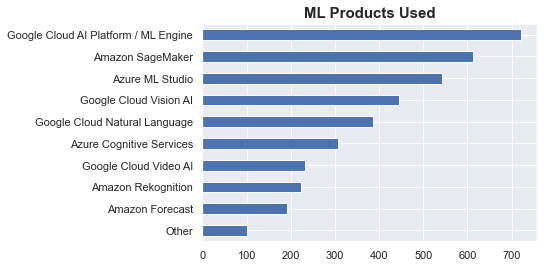 ML Products Used
Google Cloud AI Platform / ML Engine
Amazon SageMaker
Azure ML Studio
Google Cloud Vision AI
Google Cloud Natural Language
Azure Cognitive Services
Google Cloud Video AI
Amazon Rekognition
Amazon Forecast
Other
0 100 200 300 400 500 600 700